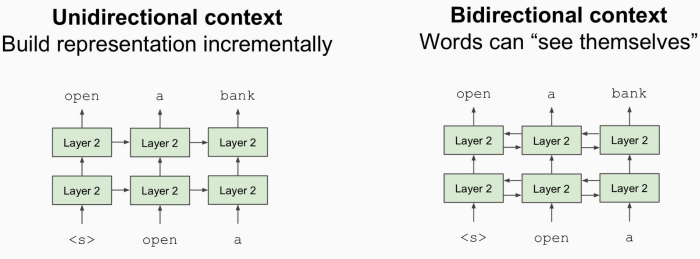 Unidirectional context
Build representation incrementally
open a bank
Layer 2 Layer 2 Layer 2
Layer 2 Layer 2 Layer 2
<s> open a
Bidirectional context
Words can “see themselves”
open a bank
Layer 2 Layer 2 Layer 2
Layer 2 Layer 2 Layer 2
<s> open a